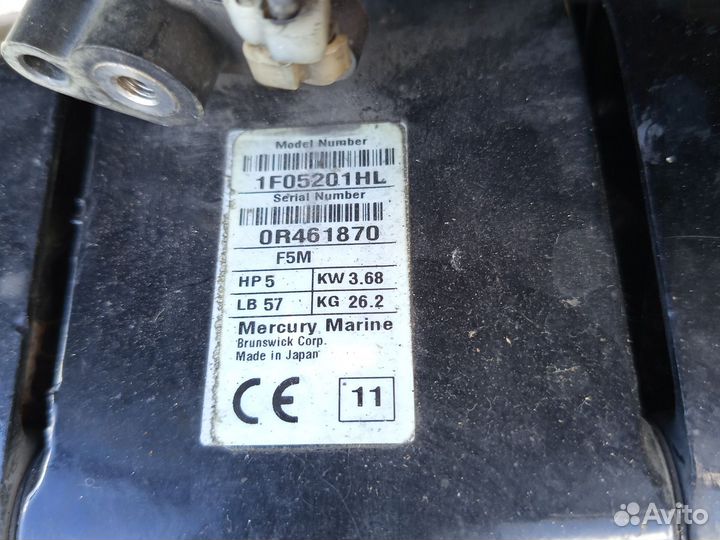 Model Number
1F05201HL
Serial Number
0R461870
F5M
HP 5 KW 3.68
LB 57 KG 26.2
Mercury Marine
Brunswick Corp.
Made in Japan
CE 11
Avito